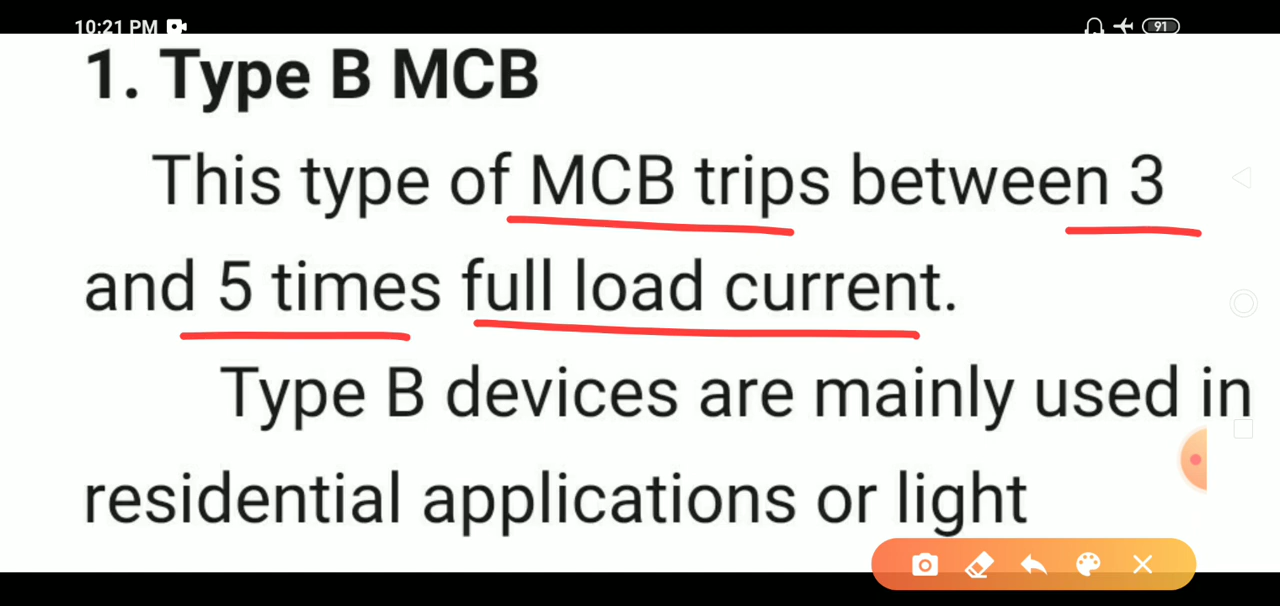 10:21 PM
91
1. Type B MCB
This type of MCB trips between 3
and 5 times full load current.
Type B devices are mainly used in
residential applications or light